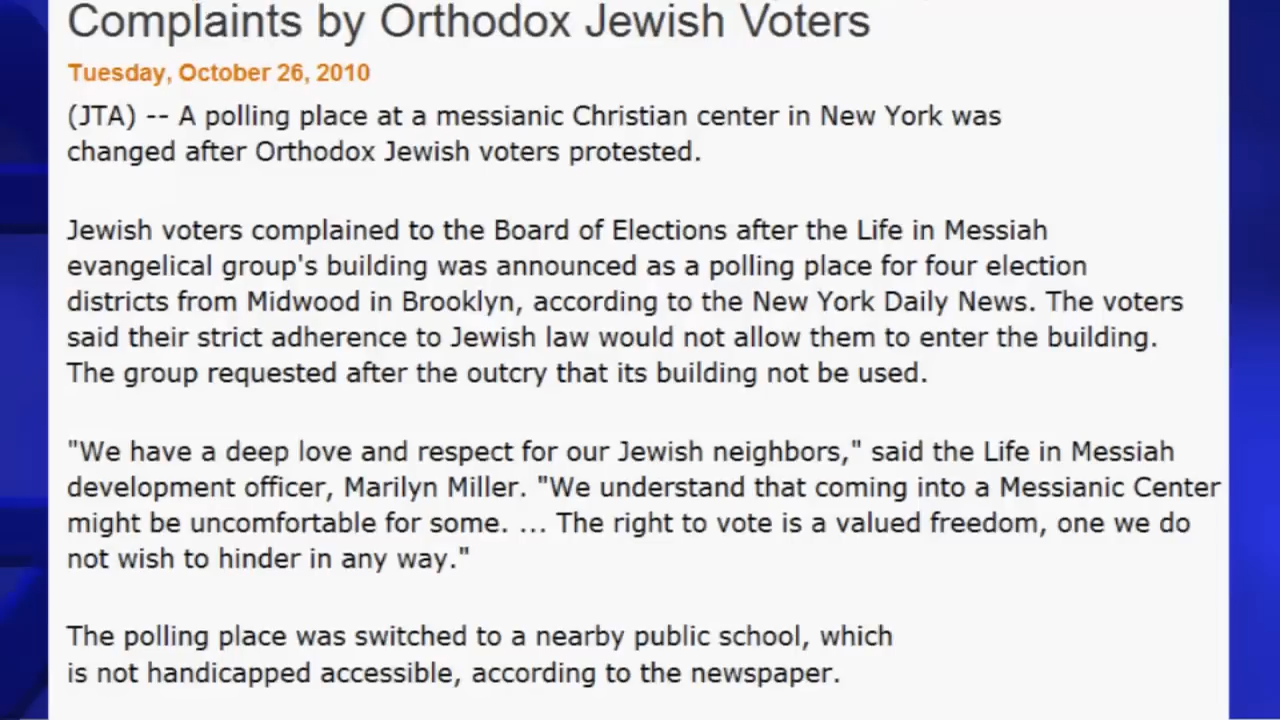 Complaints by Orthodox Jewish Voters
Tuesday, October 26, 2010
(JTA) -- A polling place at a messianic Christian center in New York was
changed after Orthodox Jewish voters protested.
Jewish voters complained to the Board of Elections after the Life in Messiah
evangelical group's building was announced as a polling place for four election
districts from Midwood in Brooklyn, according to the New York Daily News. The voters
said their strict adherence to Jewish law would not allow them to enter the building.
The group requested after the outcry that its building not be used.
"We have a deep love and respect for our Jewish neighbors," said the Life in Messiah
development officer, Marilyn Miller. "We understand that coming into a Messianic Center
might be uncomfortable for some. ... The right to vote is a valued freedom, one we do
not wish to hinder in any way."
The polling place was switched to a nearby public school, which
is not handicapped accessible, according to the newspaper.